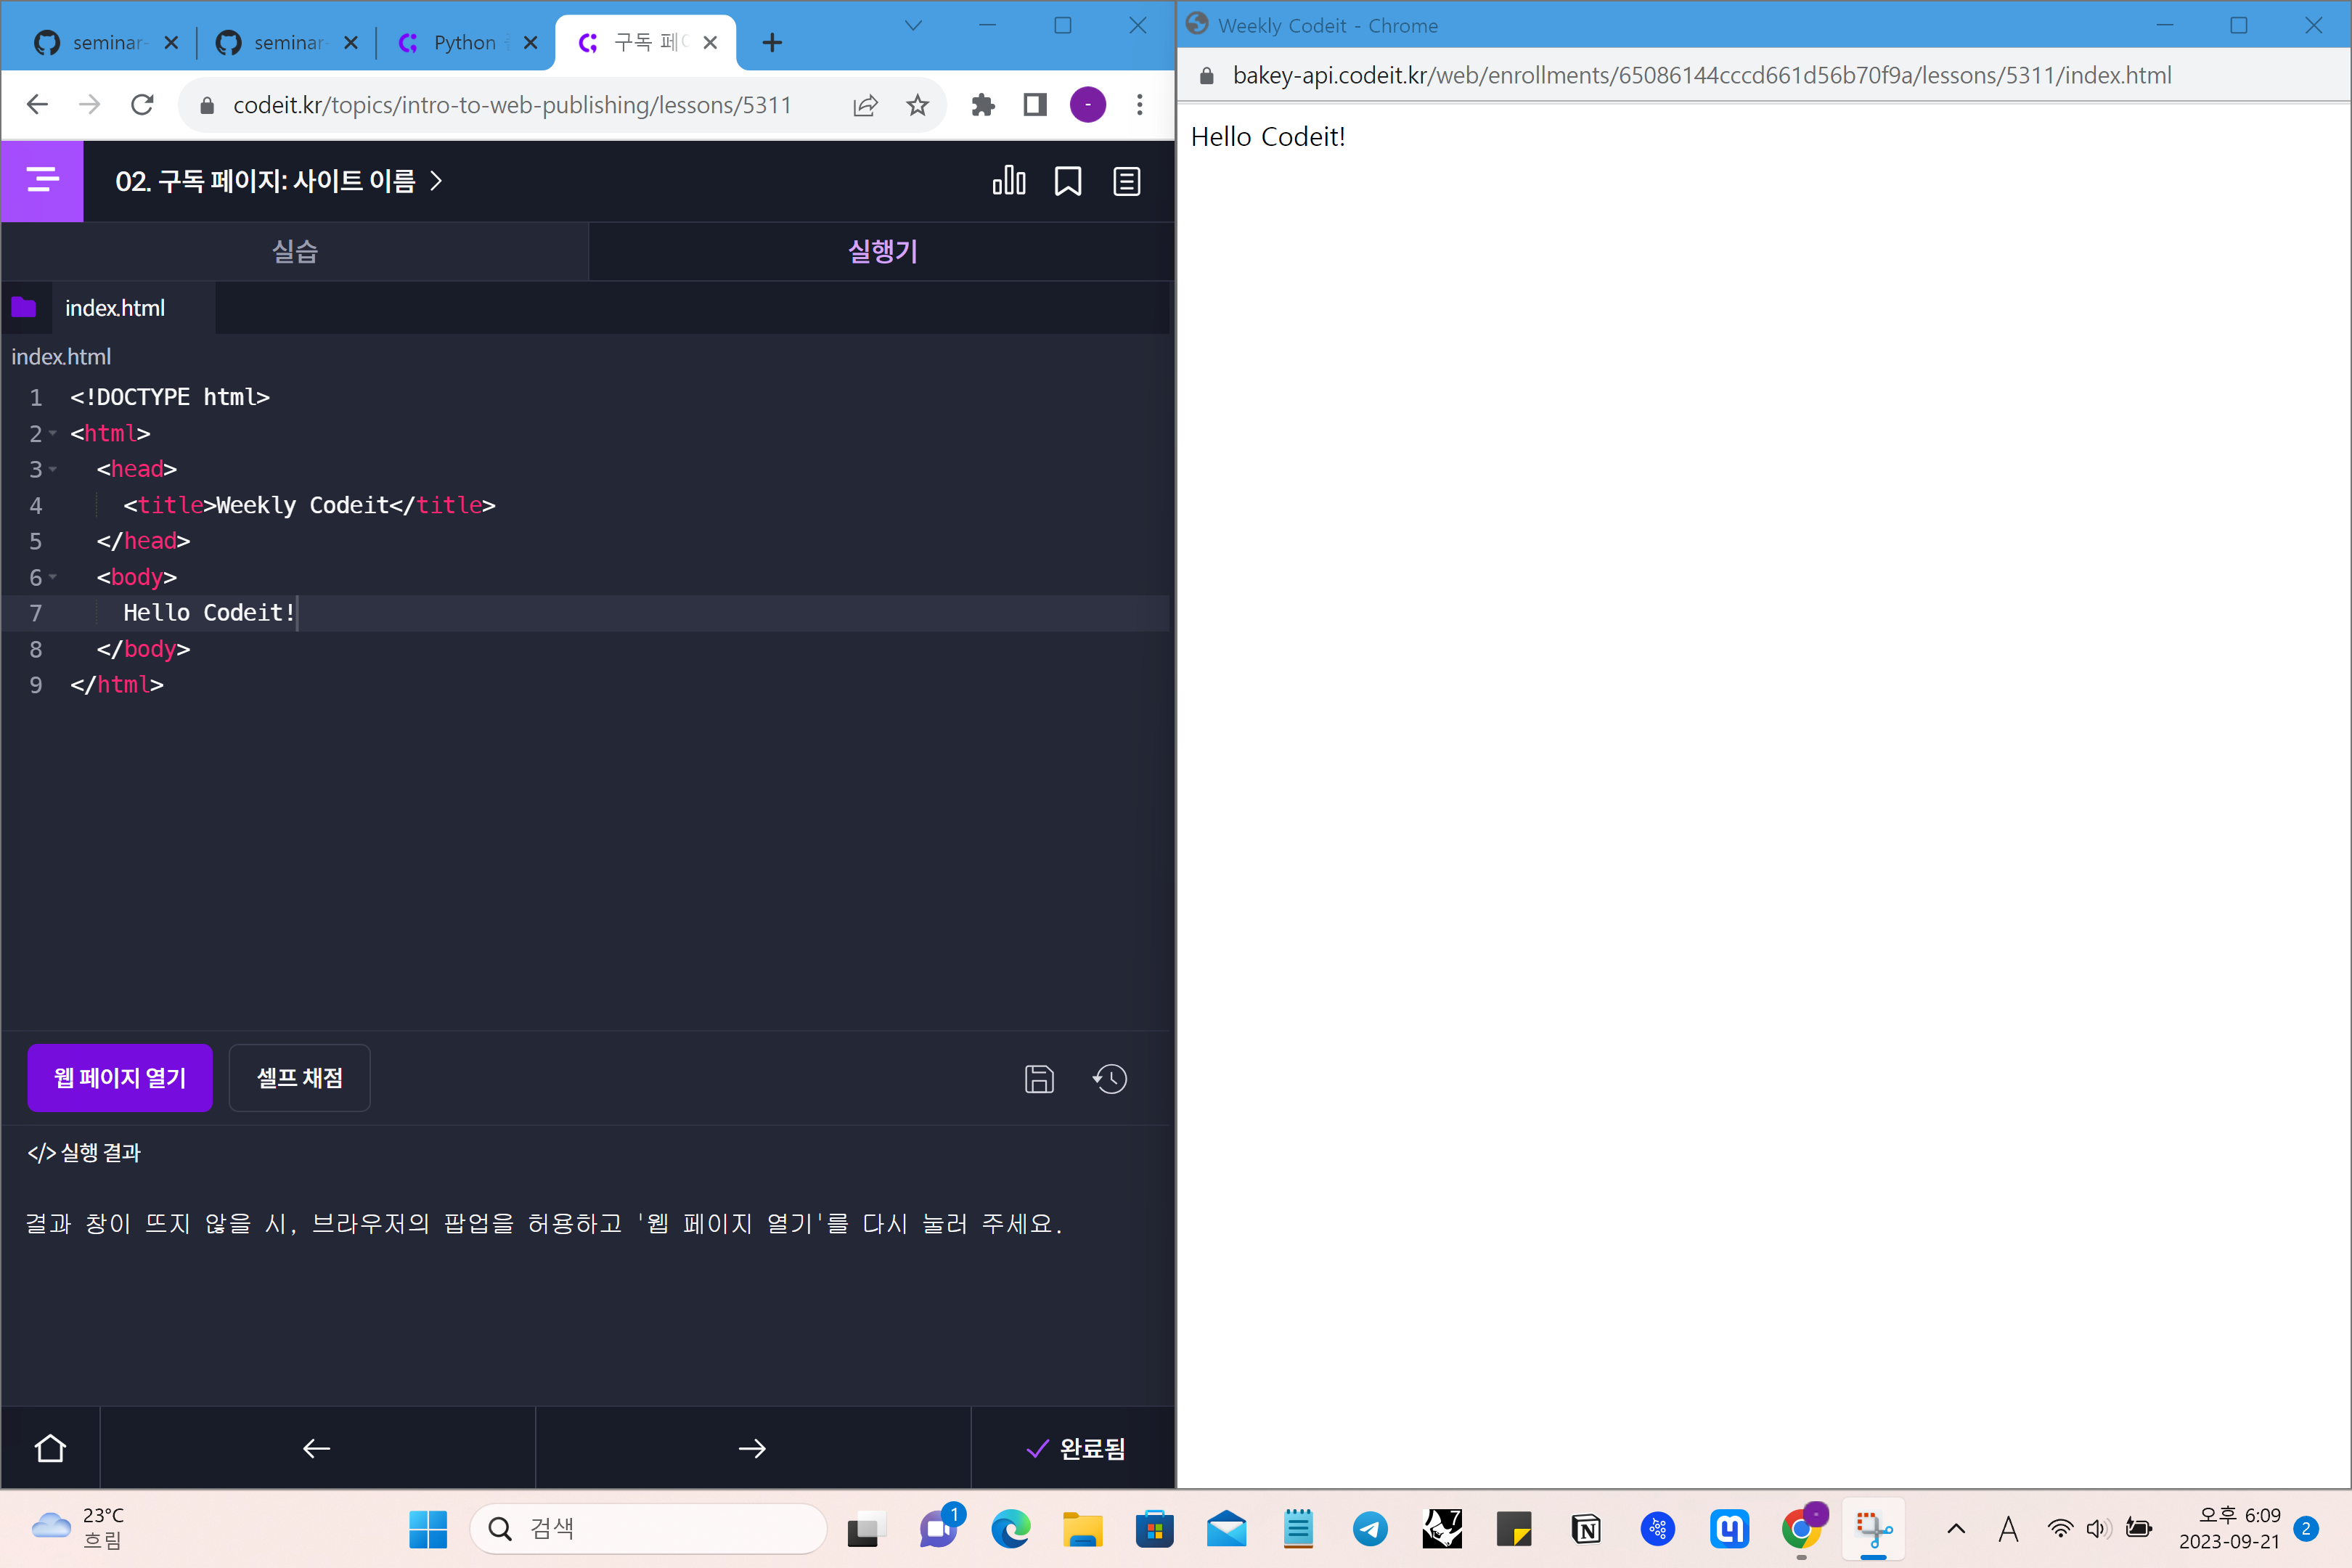 seminar-
seminar-
Python
구독 페이
codeit.kr/topics/intro-to-web-publishing/lessons/5311
-
02. 구독 페이지: 사이트 이름
실습
실행기
index.html
index.html
1 <!DOCTYPE html>
2 <html>
3 <head>
4 <title>Weekly Codeit</title>
5 </head>
6 <body>
7 Hello Codeit!
8 </body>
9 </html>
웹 페이지 열기
셀프 채점
</> 실행 결과
결과 창이 뜨지 않을 시, 브라우저의 팝업을 허용하고 '웹 페이지 열기'를 다시 눌러 주세요.
완료됨
Weekly Codeit - Chrome
bakey-api.codeit.kr/web/enrollments/65086144cccd661d56b70f9a/lessons/5311/index.html
Hello Codeit!
23°C
흐림
검색
1
7
N
A
오후 6:09
2023-09-21
2